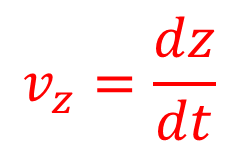 v_z = dz/dt